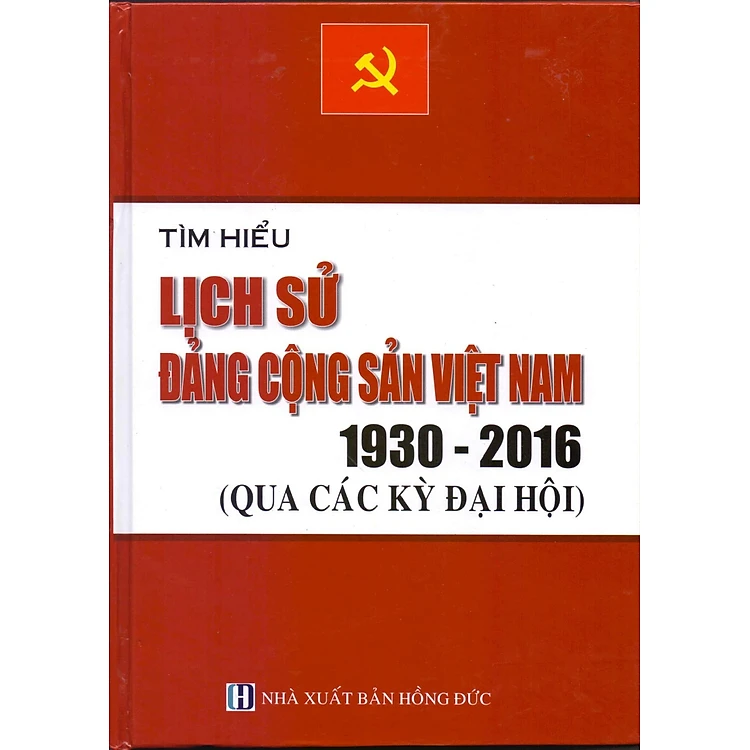 TÌM HIỂU
LỊCH SỬ
ĐẢNG CỘNG SẢN VIỆT NAM
1930 - 2016
(QUA CÁC KỲ ĐẠI HỘI)
NHÀ XUẤT BẢN HỒNG ĐỨC